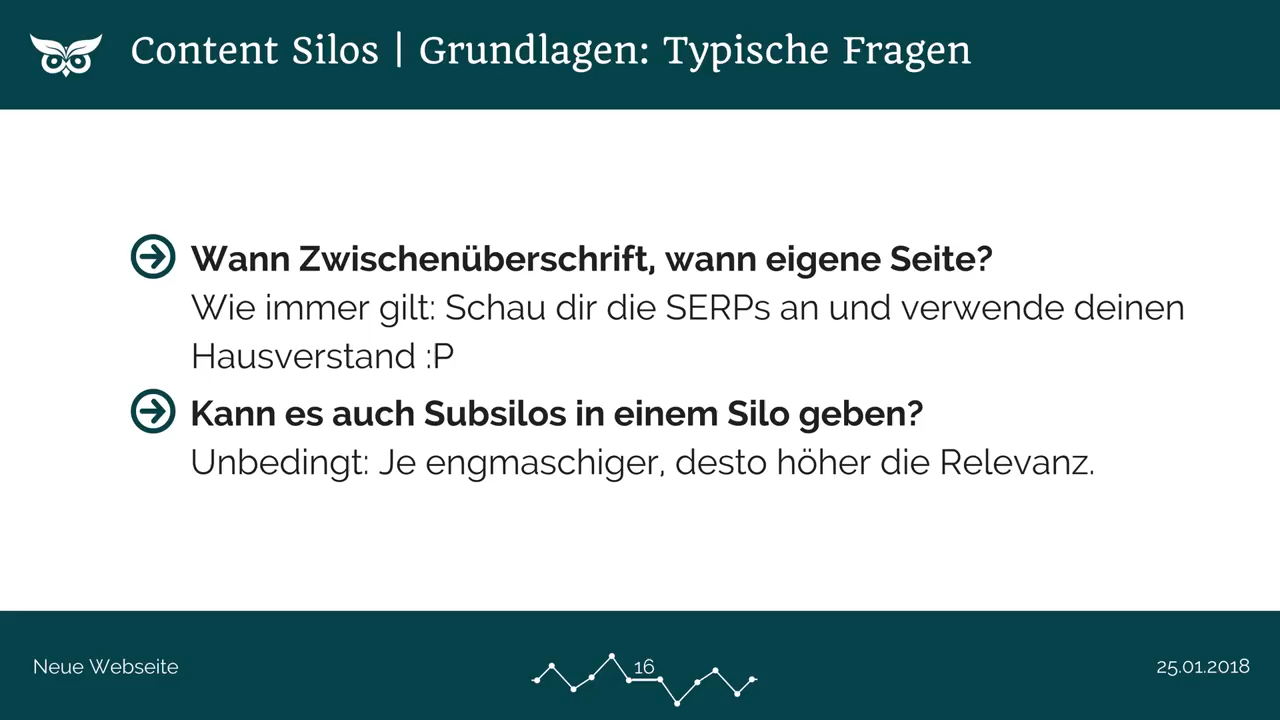 Content Silos | Grundlagen: Typische Fragen
Wann Zwischenüberschrift, wann eigene Seite?
Wie immer gilt: Schau dir die SERPs an und verwende deinen
Hausverstand :P
Kann es auch Subsilos in einem Silo geben?
Unbedingt: Je engmaschiger, desto höher die Relevanz.
Neue Webseite
16
25.01.2018